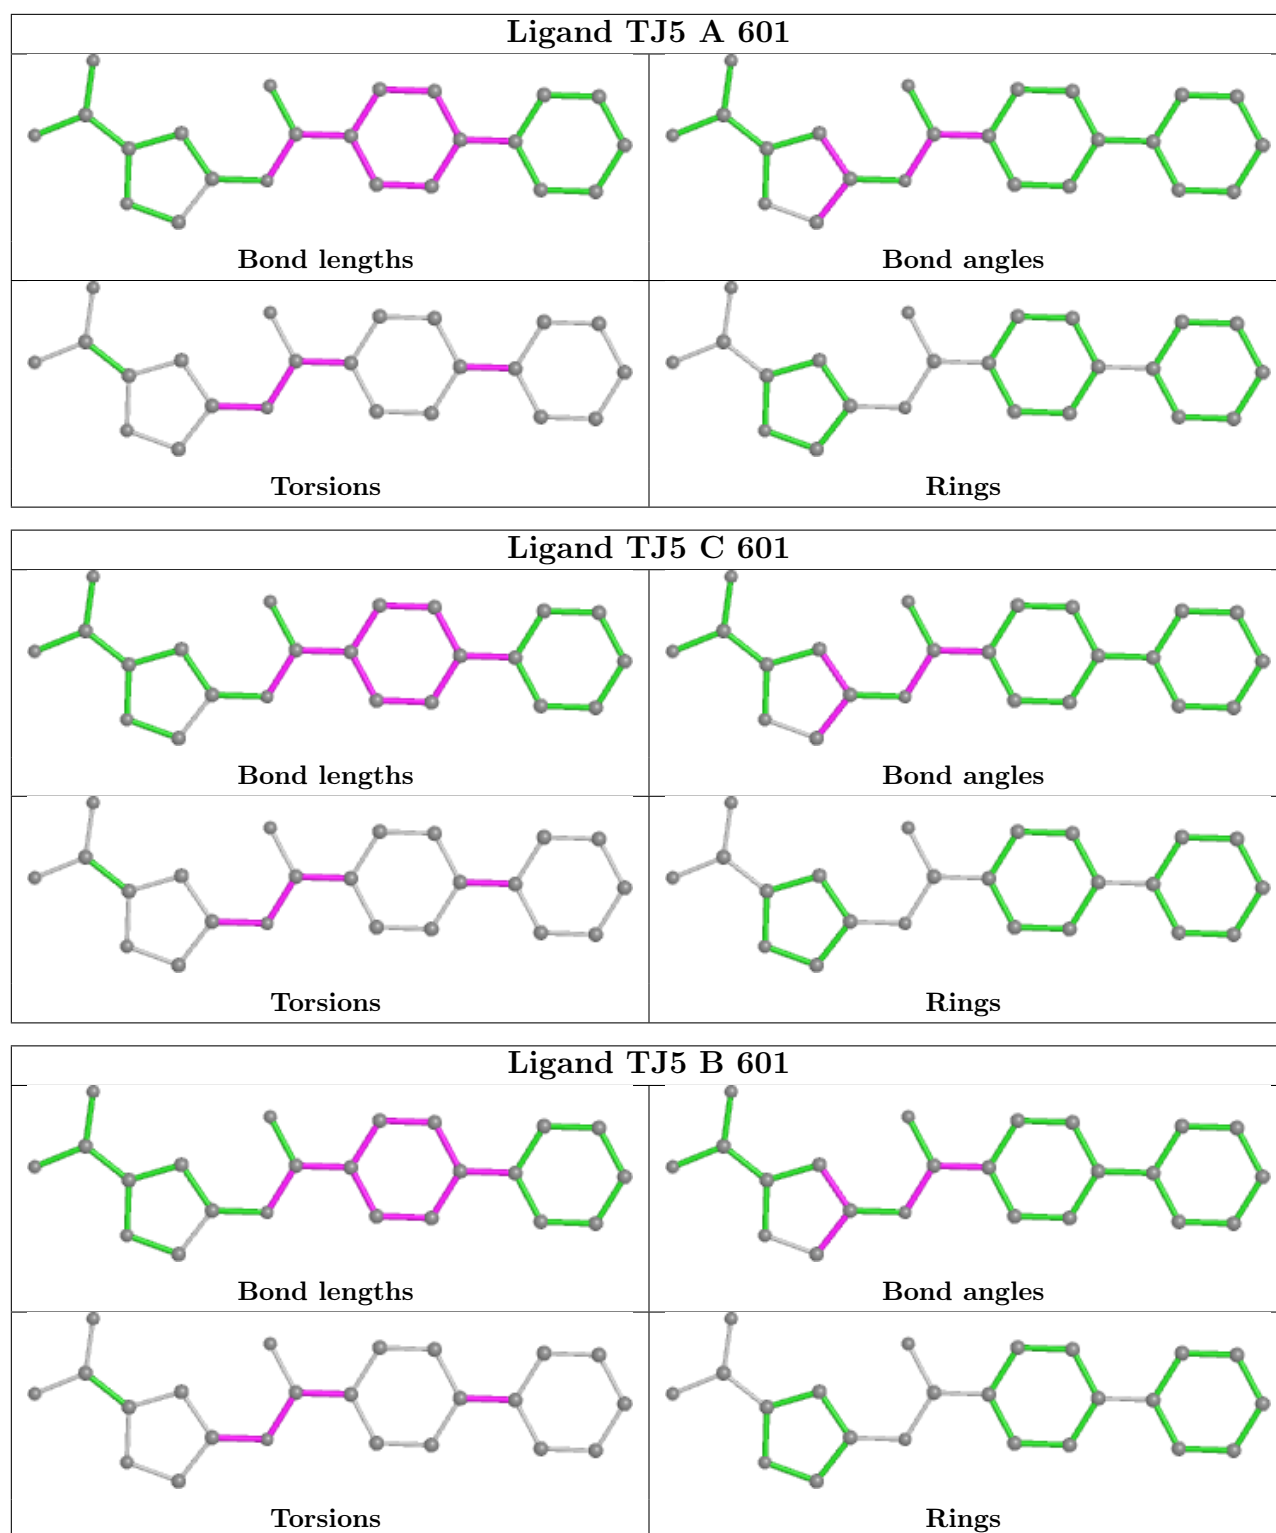 Ligand TJ5 A 601
Bond lengths
Bond angles
Torsions
Rings
Ligand TJ5 C 601
Bond lengths
Bond angles
Torsions
Rings
Ligand TJ5 B 601
Bond lengths
Bond angles
Torsions
Rings